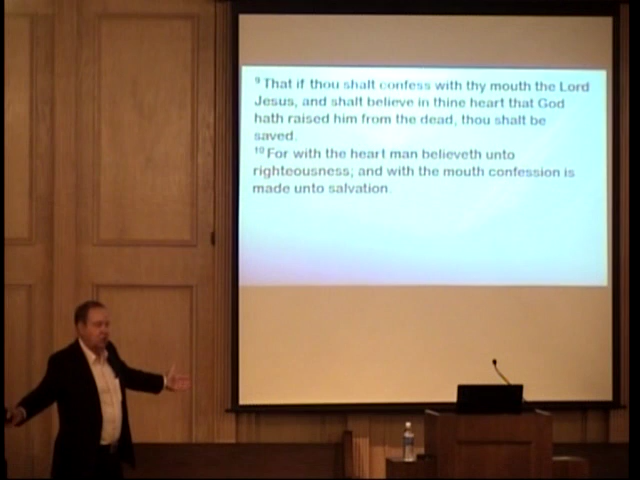 ⁹ That if thou shalt confess with thy mouth the Lord
Jesus, and shalt believe in thine heart that God
hath raised him from the dead, thou shalt be
saved.
¹⁰ For with the heart man believeth unto
righteousness; and with the mouth confession is
made unto salvation.